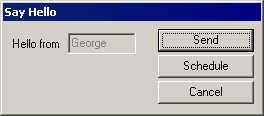 Say Hello
Hello from George
Send
Schedule
Cancel